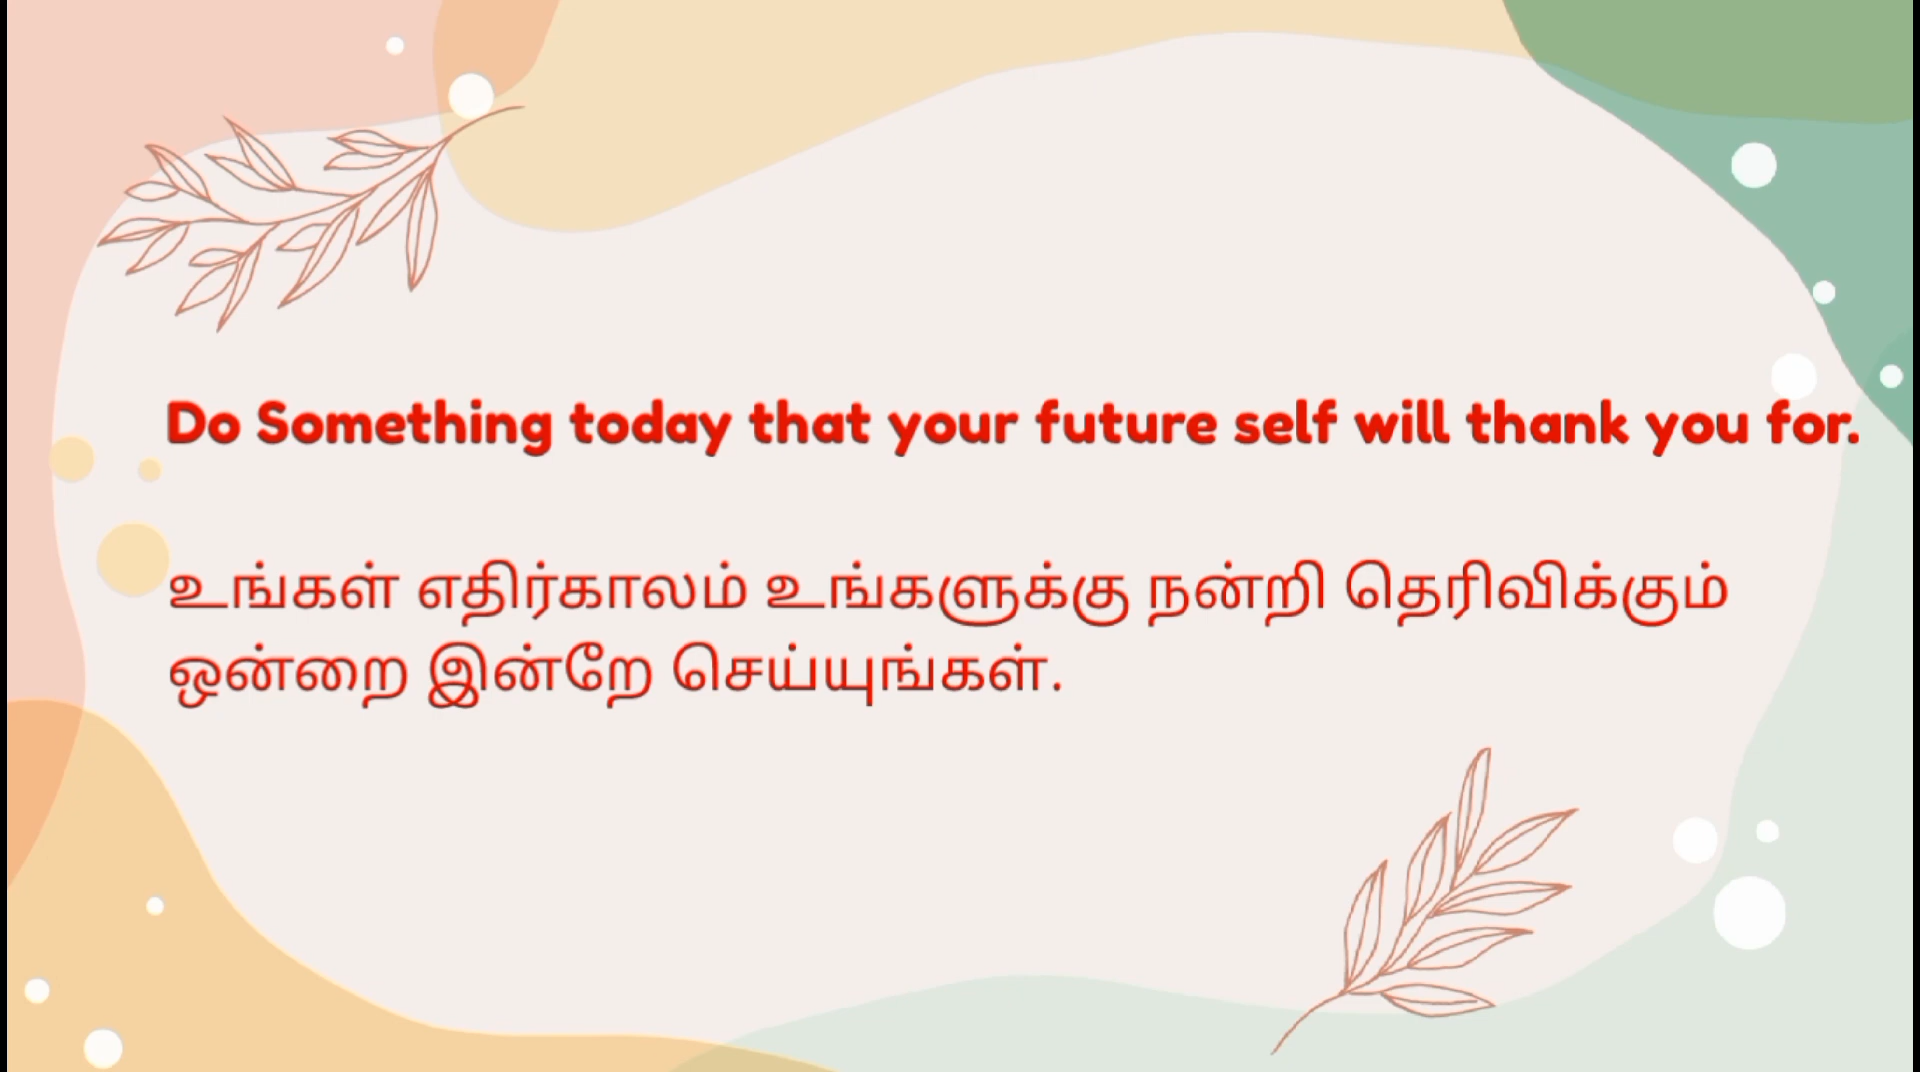 Do Something today that your future self will thank you for.
உங்கள் எதிர்காலம் உங்களுக்கு நன்றி தெரிவிக்கும்
ஒன்றை இன்றே செய்யுங்கள்.